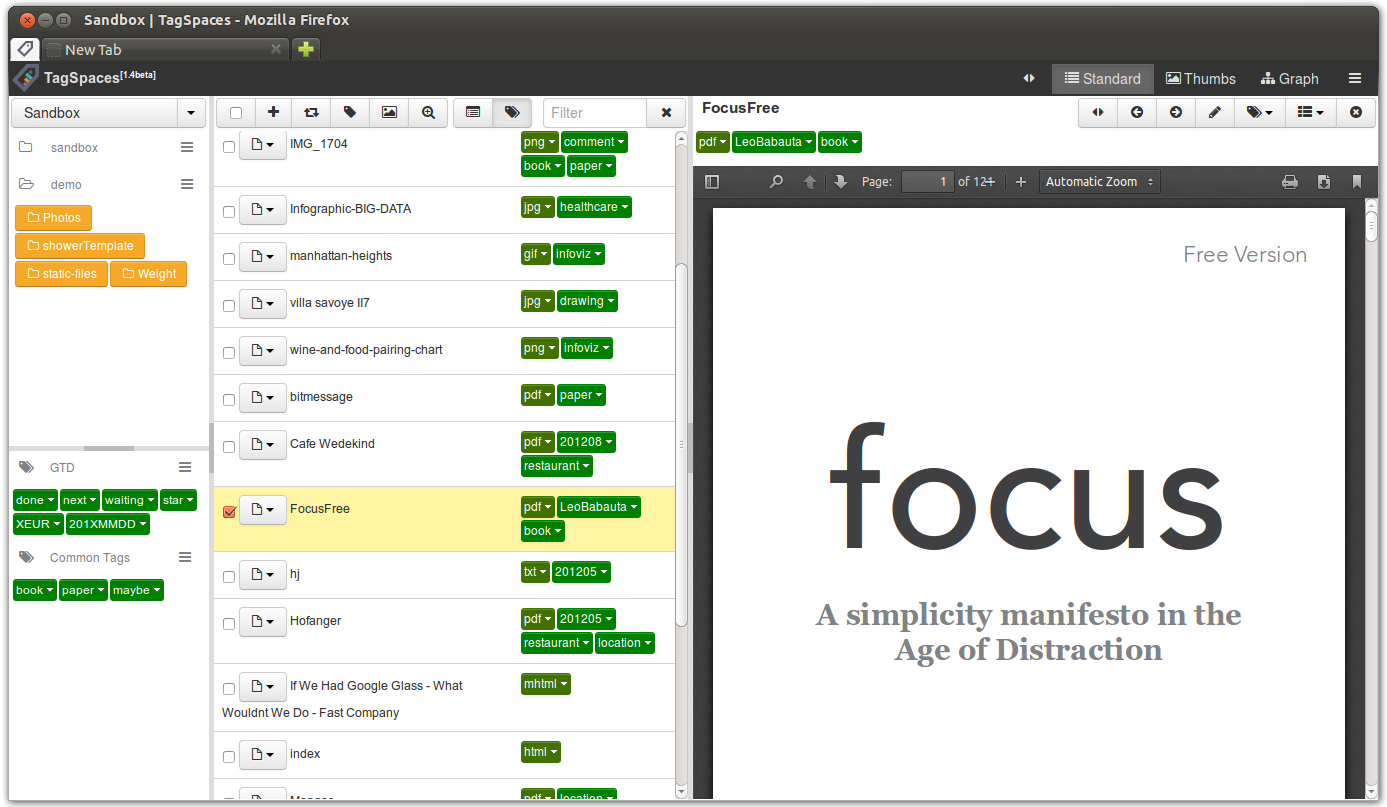 Sandbox | TagSpaces - Mozilla Firefox
New Tab
TagSpaces[1.4beta]
Standard Thumbs Graph
Sandbox
sandbox
demo
Photos
showerTemplate
static-files Weight
GTD
done next waiting star
XEUR 201XMMDD
Common Tags
book paper maybe
Filter
IMG_1704 png comment
book paper
Infographic-BIG-DATA jpg healthcare
manhattan-heights gif infoviz
villa savoye II7 jpg drawing
wine-and-food-pairing-chart png infoviz
bitmessage pdf paper
Cafe Wedekind pdf 201208
restaurant
FocusFree pdf LeoBabauta
book
hj txt 201205
Hofanger pdf 201205
restaurant location
If We Had Google Glass - What mhtml
Wouldnt We Do - Fast Company
index html
pdf location
FocusFree
pdf LeoBabauta book
Page: 1 of 121 Automatic Zoom
Free Version
focus
A simplicity manifesto in the
Age of Distraction